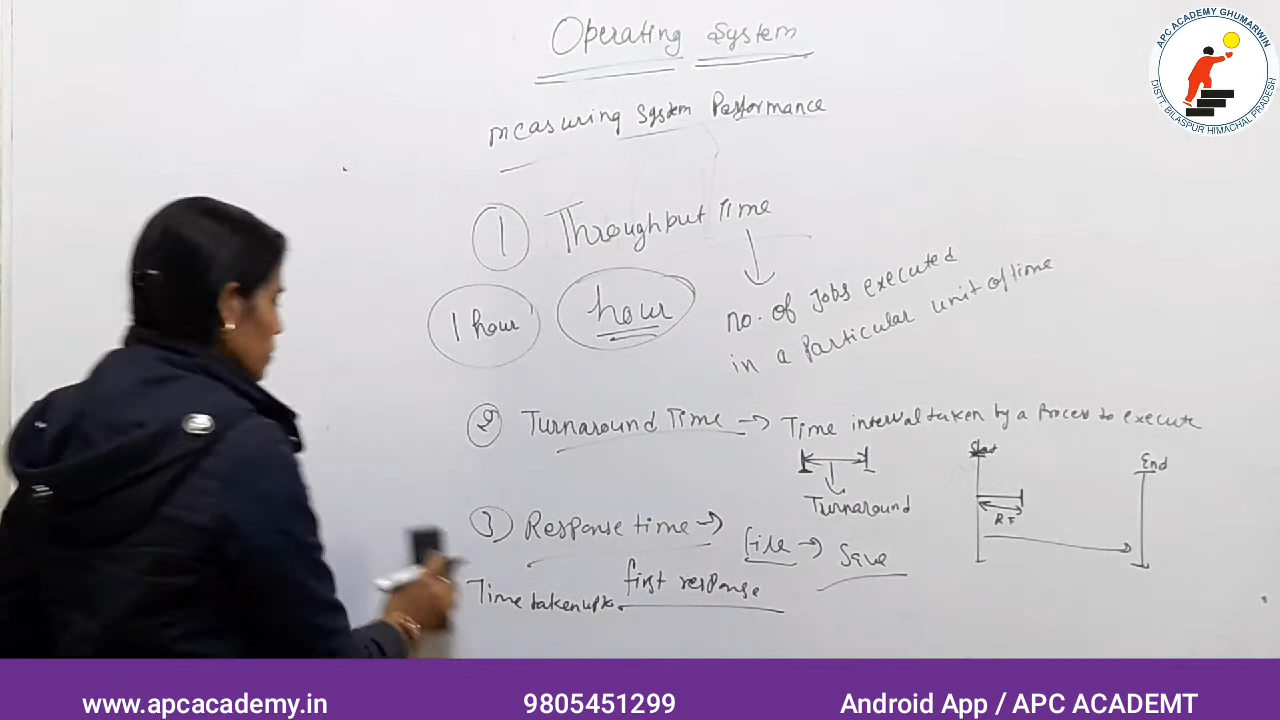 Operating System
measuring System Performance
1 Throughput Time
1 hour
hour
no. of Jobs executed
in a Particular unit of time
2 Turnaround Time → Time interval taken by a Process to execute
Start
End
Turnaround
RT
3) Response time →
file → Save
Time taken upto first response
APC ACADEMY GHUMARWIN
DISTT. BILASPUR HIMACHAL PRADESH
www.apcacademy.in
9805451299
Android App / APC ACADEMT